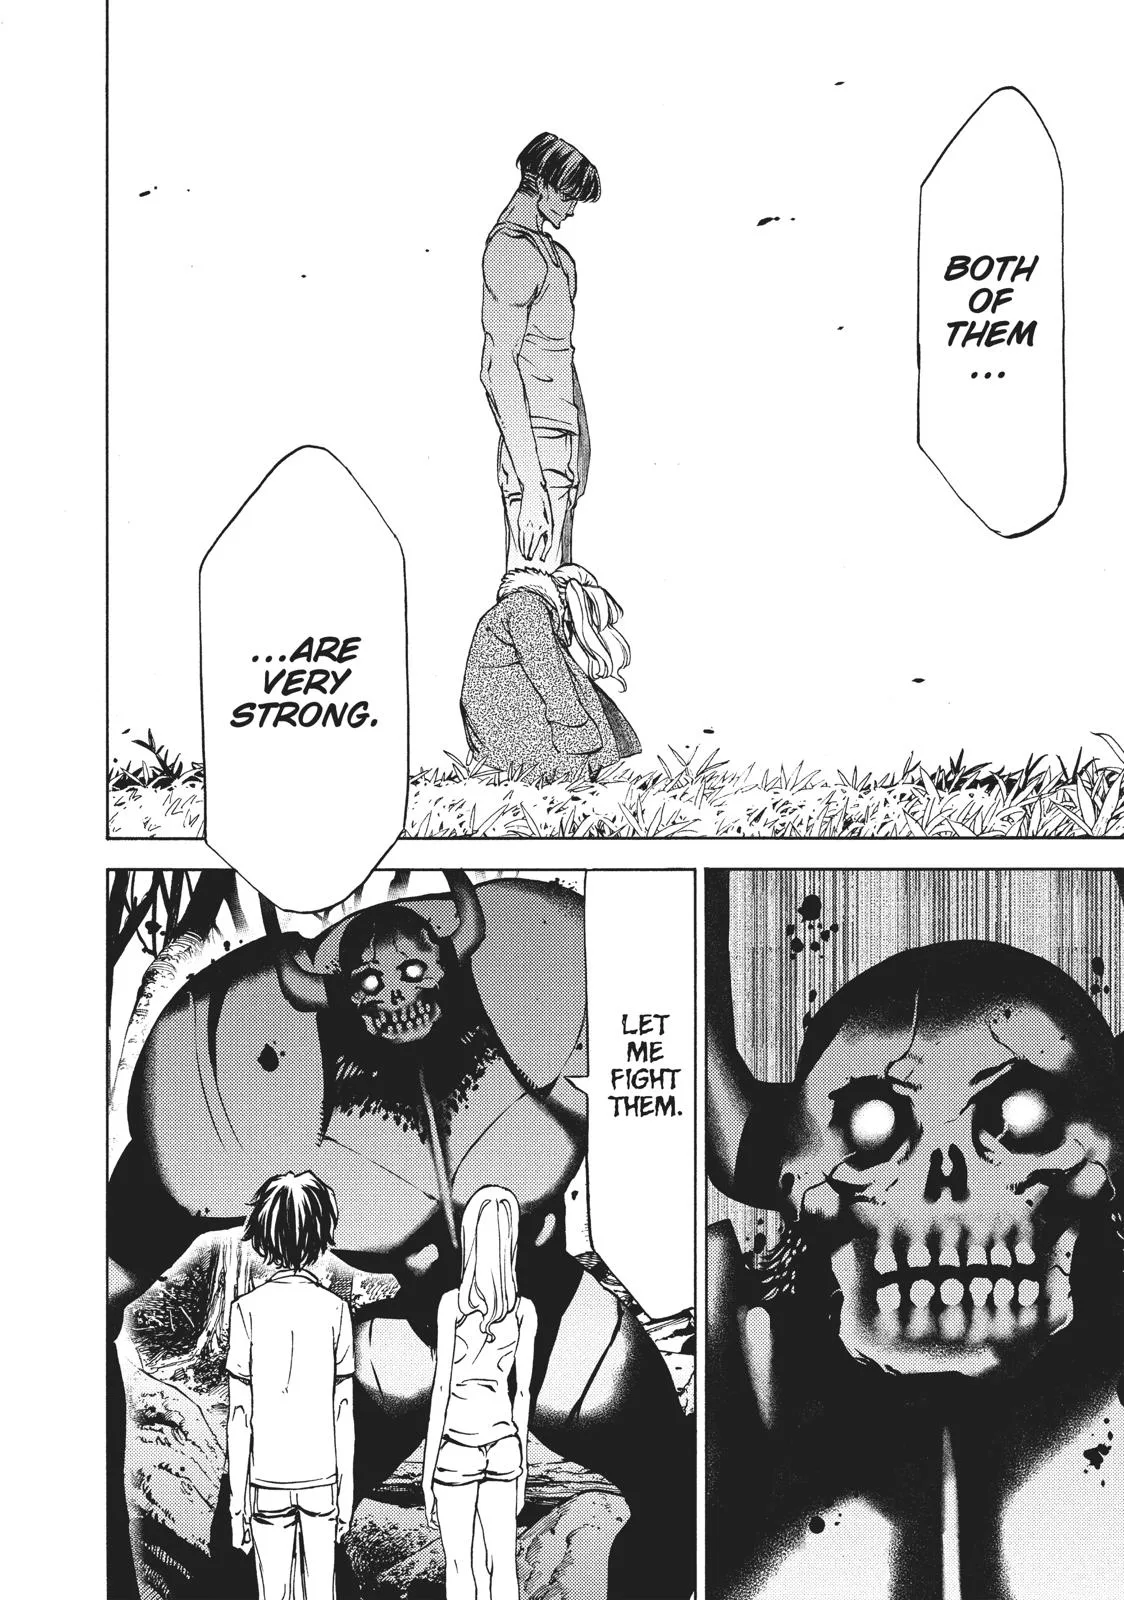 BOTH
OF
THEM
...
...ARE
VERY
STRONG.
LET
ME
FIGHT
THEM.